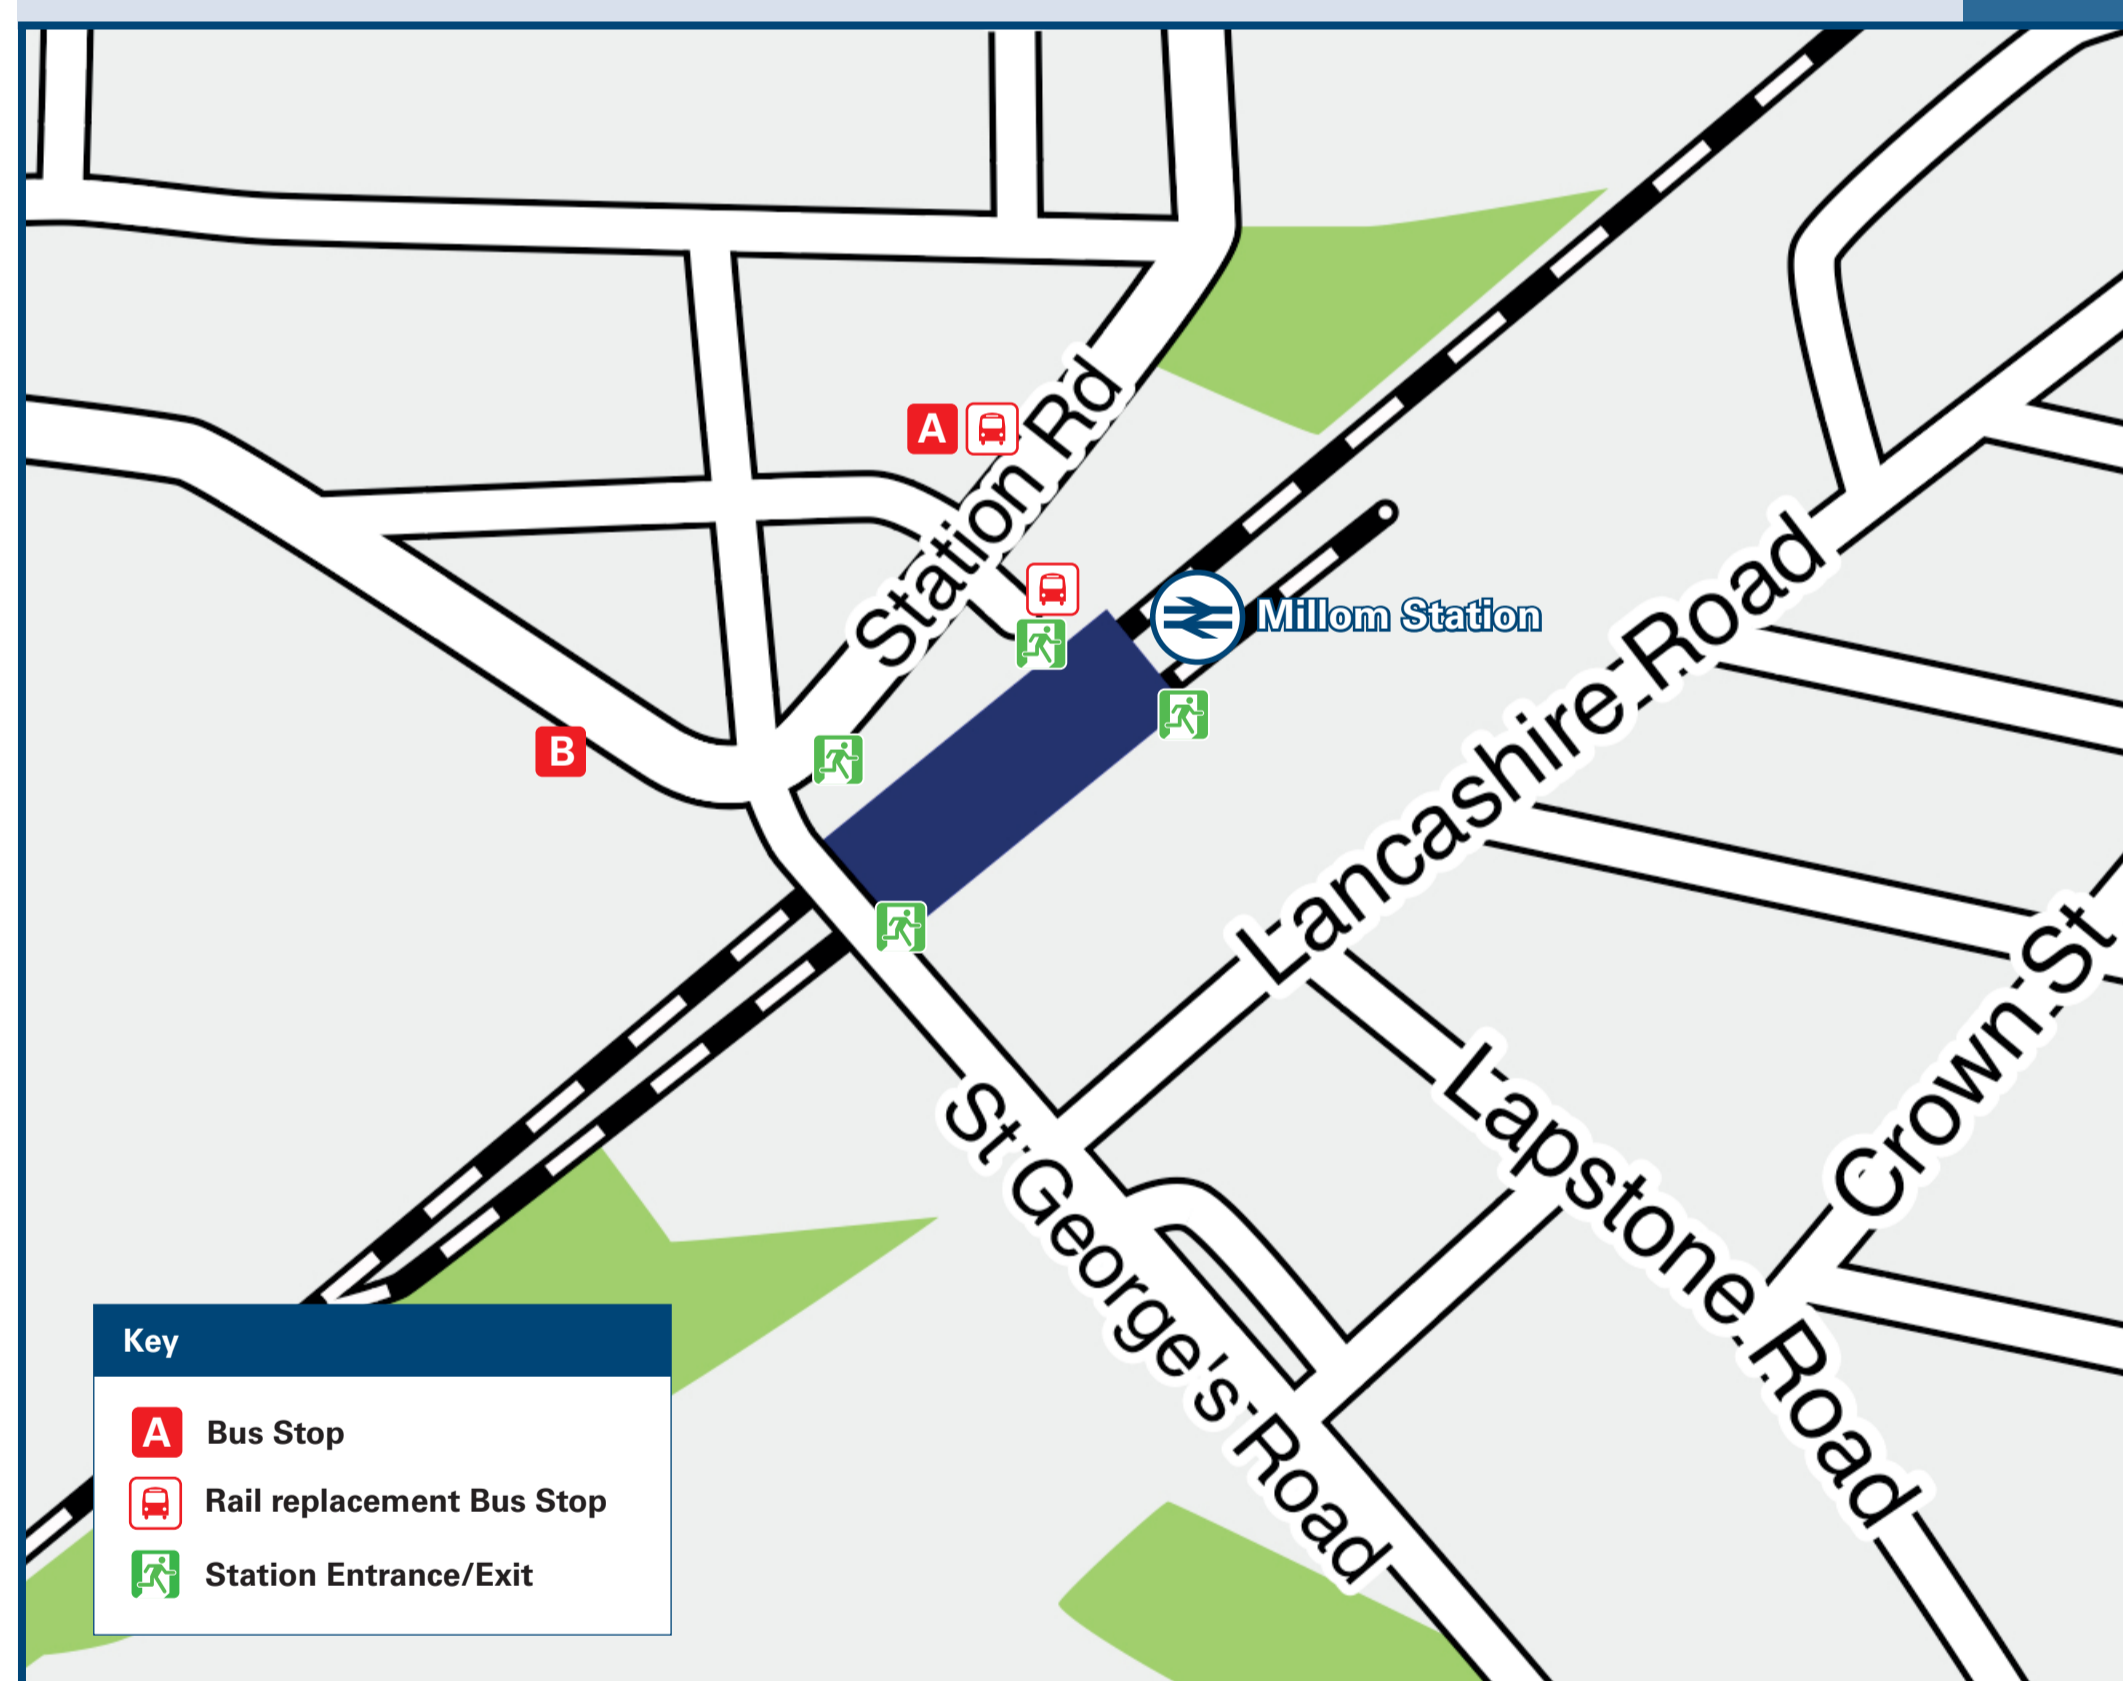 Station Rd
A
Millom Station
B
Lancashire Road
Crown St
Lapstone Road
St George's Road
Key
A Bus Stop
Rail replacement Bus Stop
Station Entrance/Exit